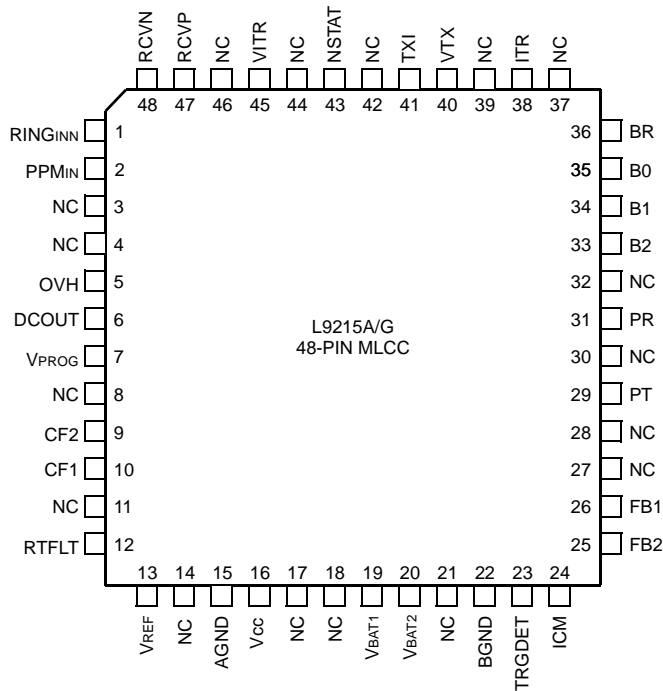 RCVN
RCVP
NC
VITR
NC
NSTAT
NC
TXI
VTX
NC
ITR
NC
48 47 46 45 44 43 42 41 40 39 38 37
RINGINN 1 36 BR
PPMIN 2 35 B0
NC 3 34 B1
NC 4 33 B2
OVH 5 32 NC
DCOUT 6 31 PR
L9215A/G
48-PIN MLCC
VPROG 7 30 NC
NC 8 29 PT
CF2 9 28 NC
CF1 10 27 NC
NC 11 26 FB1
RTFLT 12 25 FB2
13 14 15 16 17 18 19 20 21 22 23 24
VREF
NC
AGND
VCC
NC
NC
VBAT1
VBAT2
NC
BGND
TRGDET
ICM